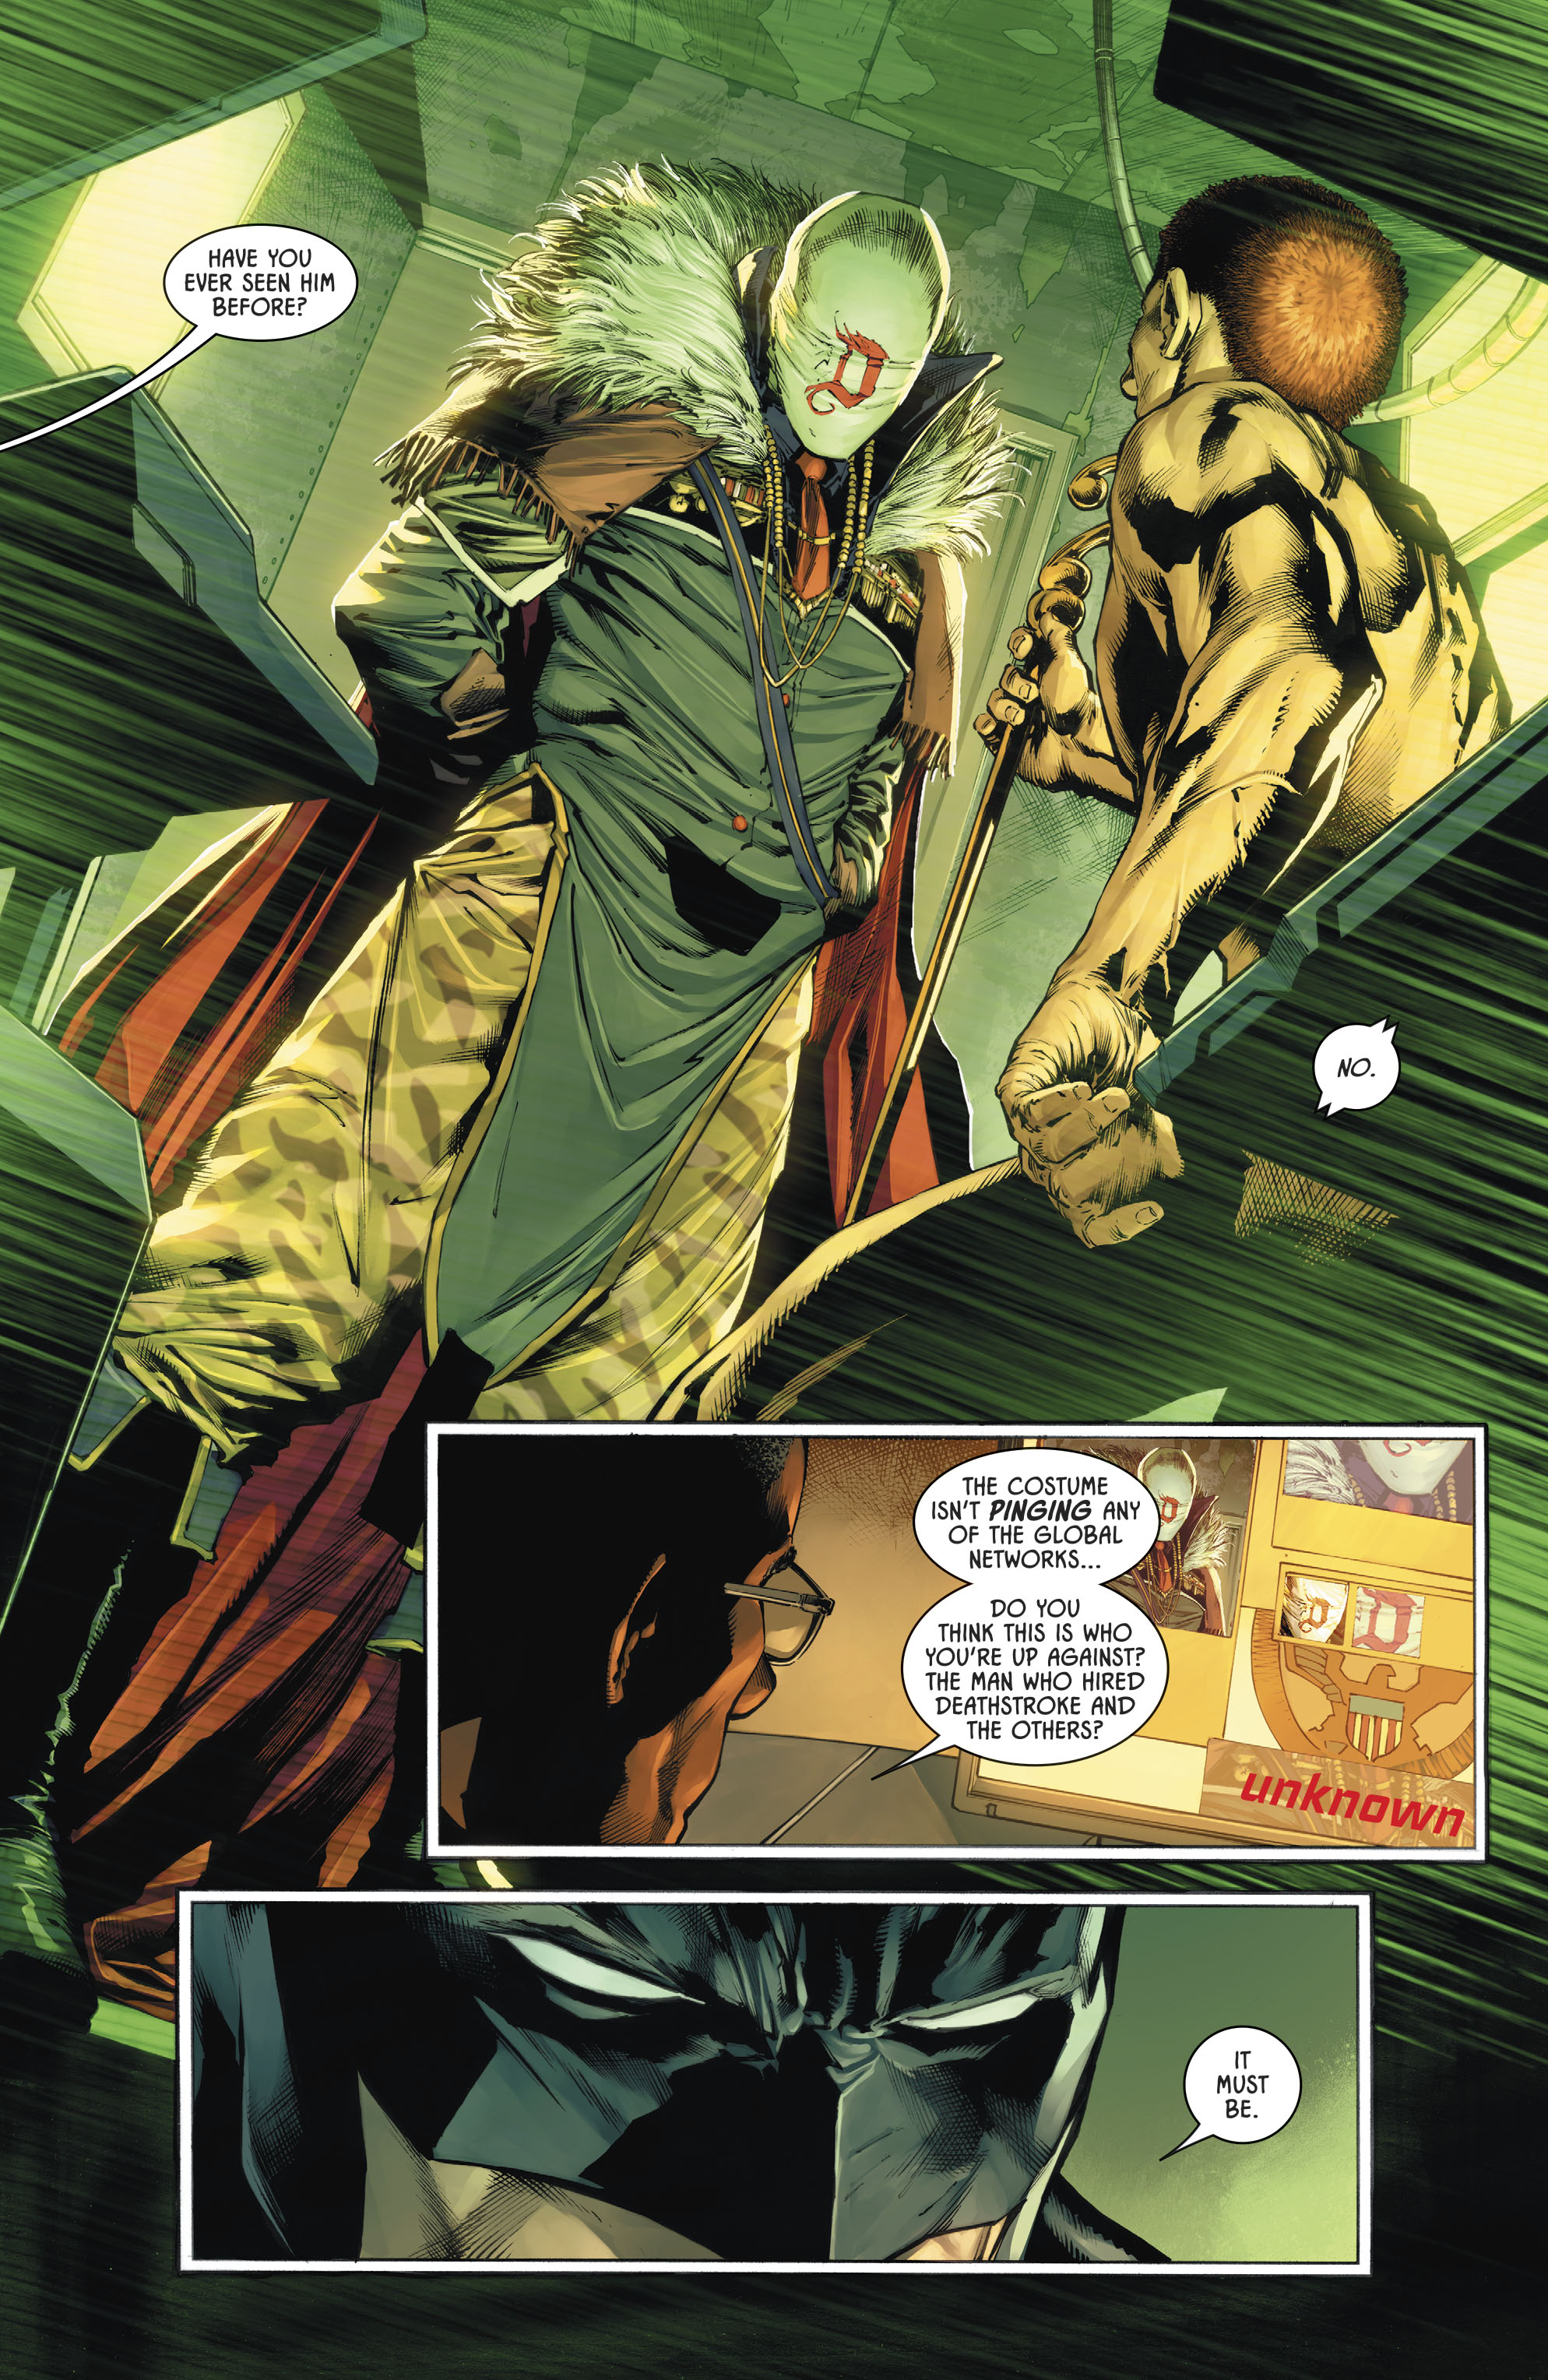 HAVE YOU
EVER SEEN HIM
BEFORE?
NO.
THE COSTUME
ISN'T PINGING ANY
OF THE GLOBAL
NETWORKS...
DO YOU
THINK THIS IS WHO
YOU'RE UP AGAINST?
THE MAN WHO HIRED
DEATHSTROKE AND
THE OTHERS?
unknown
IT
MUST
BE.